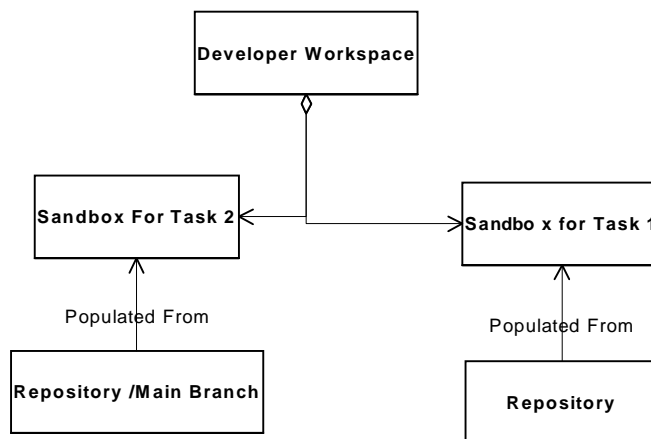 Developer Workspace
Sandbox For Task 2
Sandbo x for Task 1
Populated From
Populated From
Repository /Main Branch
Repository